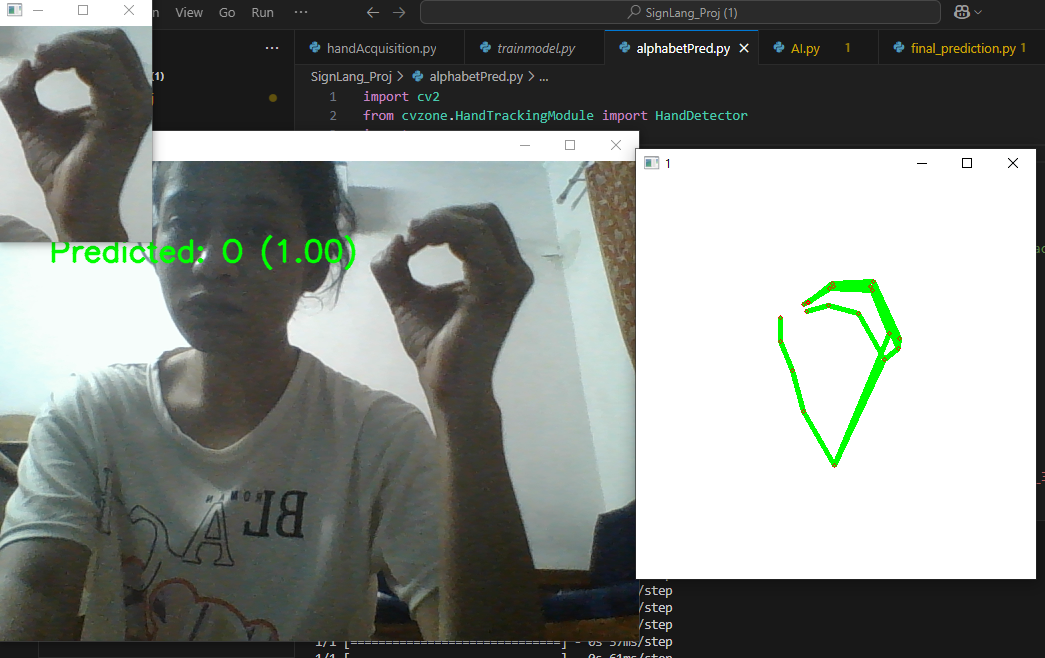 View Go Run ...
SignLang_Proj (1)
handAcquisition.py trainmodel.py alphabetPred.py AI.py 1 final_prediction.py 1
SignLang_Proj > alphabetPred.py > ...
1 import cv2
2 from cvzone.HandTrackingModule import HandDetector
1
Predicted: O (1.00)
/step
/step
/step
1/1 [==============================] - 0s 57ms/step
1/1 [==============================] - 0s 61ms/step